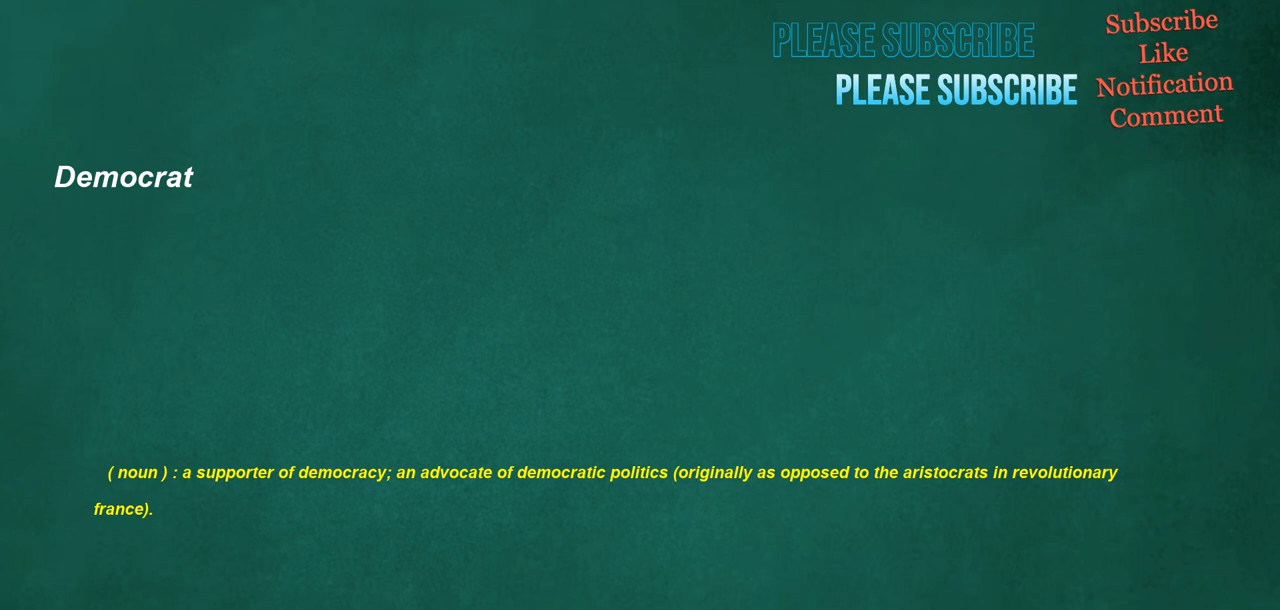 PLEASE SUBSCRIBE
PLEASE SUBSCRIBE
Subscribe
Like
Notification
Comment
Democrat
( noun ) : a supporter of democracy; an advocate of democratic politics (originally as opposed to the aristocrats in revolutionary
france).